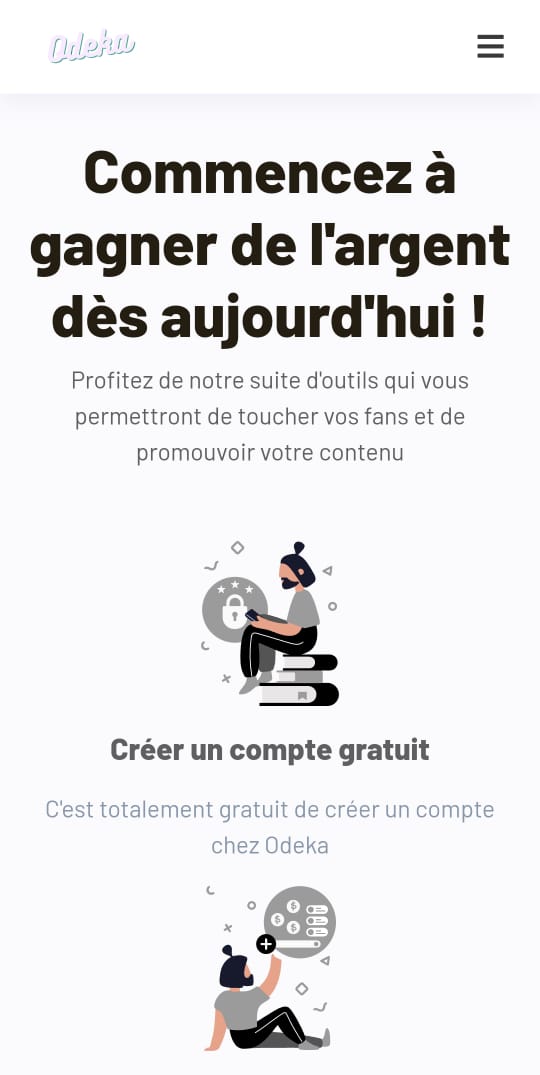 Odeka
Commencez à
gagner de l'argent
dès aujourd'hui !
Profitez de notre suite d'outils qui vous
permettront de toucher vos fans et de
promouvoir votre contenu
Créer un compte gratuit
C'est totalement gratuit de créer un compte
chez Odeka